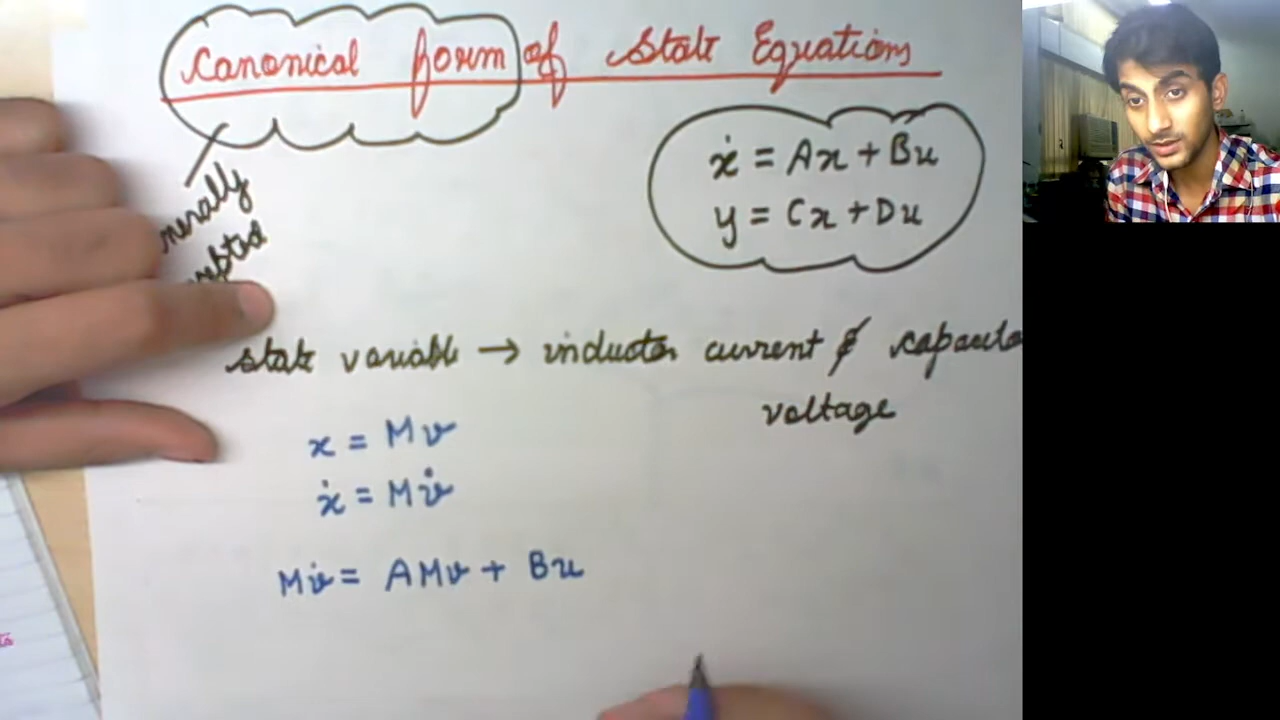 Canonical form of State Equations
ẋ = Ax + Bu
y = Cx + Du
state variable → inductor current &
voltage
x = Mv
ẋ = Mv̇
Mv̇ = AMv + Bu